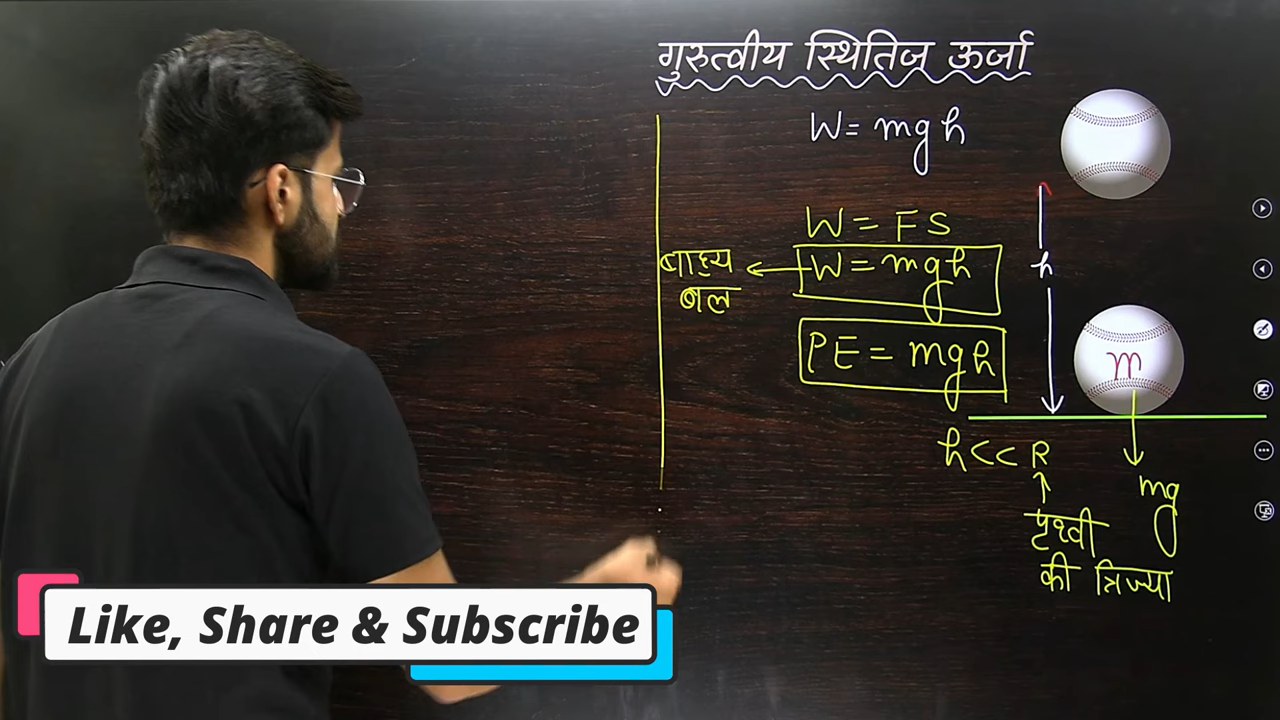 गुरुत्वीय स्थितिज ऊर्जा
W = mgh
W = FS
बाह्य बल
W = mgh
PE = mgh
h
m
h << R
mg
पृथ्वी
की त्रिज्या
Like, Share & Subscribe